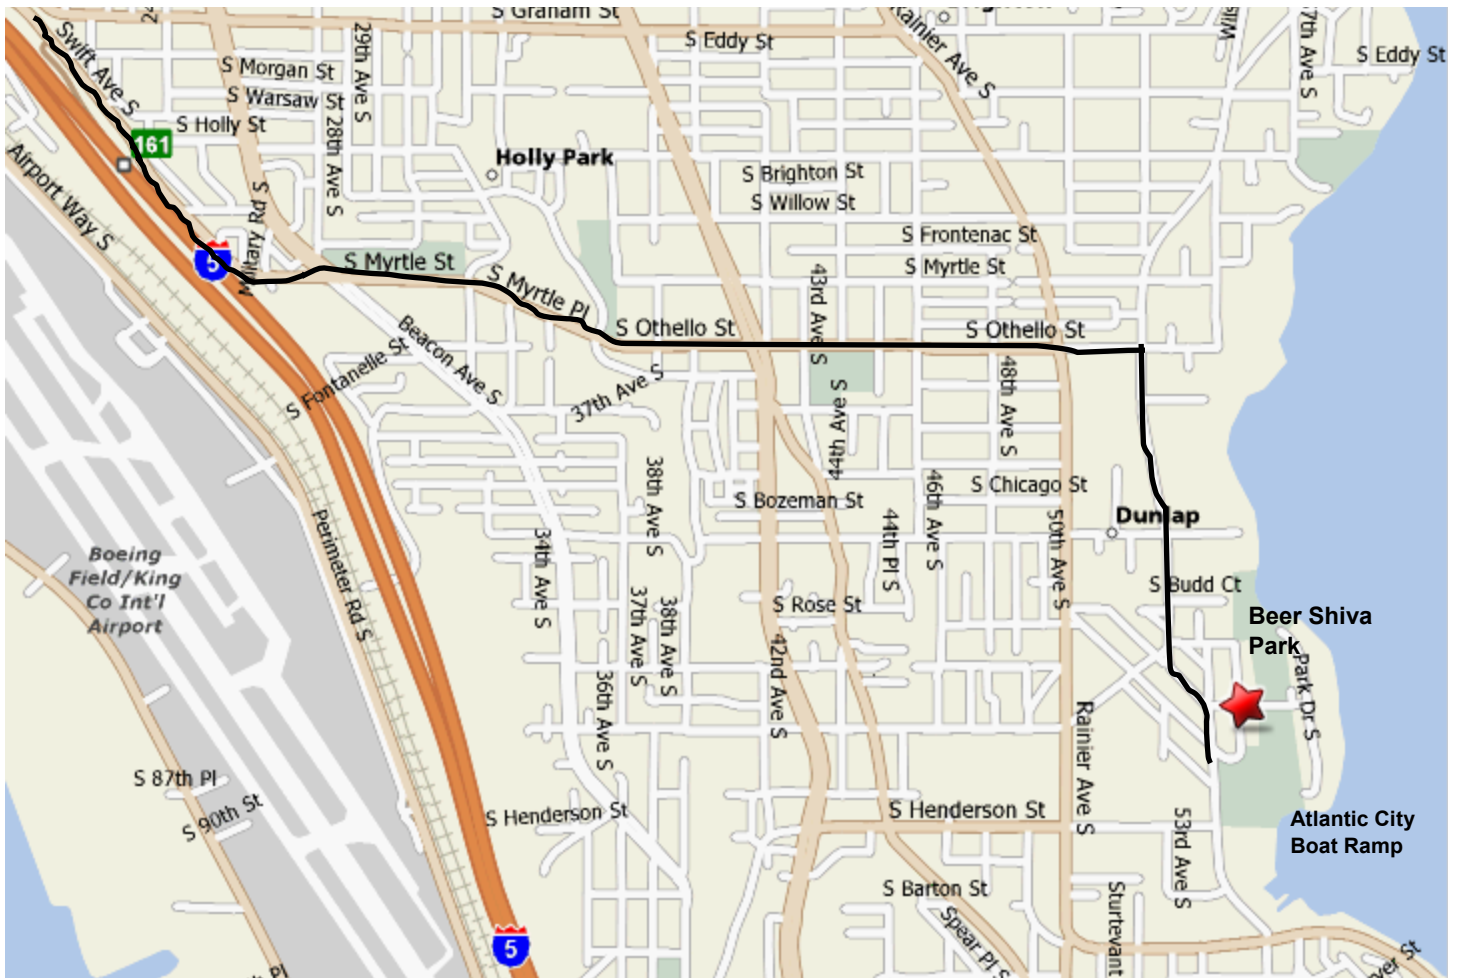 S Graham St
29th Ave S
Swift Ave S
S Eddy St
Rainier Ave S
S Eddy St
S Morgan St
S Warsaw St
S Holly St
28th Ave S
161
Airport Way S
Holly Park
S Brighton St
S Willow St
Military Rd S
5
S Frontenac St
S Myrtle St
S Myrtle St
S Myrtle Pl
43rd Ave S
S Othello St
S Othello St
Beacon Ave S
S Fontanelle St
37th Ave S
48th Ave S
44th Ave S
38th Ave S
S Bozeman St
46th Ave S
S Chicago St
Dunlap
Perimeter Rd S
34th Ave S
44th Pl S
50th Ave S
Boeing
Field/King
Co Int'l
Airport
S Budd Ct
37th Ave S
38th Ave S
S Rose St
42nd Ave S
Beer Shiva
Park
Park Dr S
36th Ave S
Rainier Ave S
S 87th Pl
S 90th St
S Henderson St
S Henderson St
53rd Ave S
Atlantic City
Boat Ramp
S Barton St
Sturtevant
Spear Pl S
5